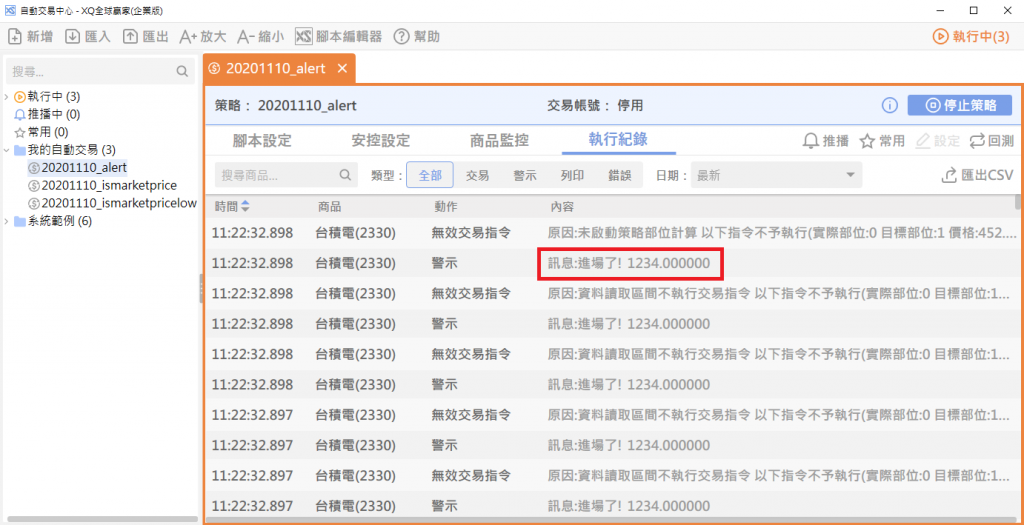 自動交易中心 - XQ全球贏家(企業版)
新增 匯入 匯出 A+ 放大 A- 縮小 XS 腳本編輯器 幫助 執行中(3)
搜尋...
執行中 (3)
推播中 (0)
常用 (0)
我的自動交易 (3)
20201110_alert
20201110_ismarketprice
20201110_ismarketpricelow
系統範例 (6)
20201110_alert
策略： 20201110_alert 交易帳號： 停用 停止策略
腳本設定 安控設定 商品監控 執行紀錄 推播 常用 設定 回測
搜尋商品... 類型： 全部 交易 警示 列印 錯誤 日期： 最新 匯出CSV
時間 商品 動作 內容
11:22:32.898 台積電(2330) 無效交易指令 原因:未啟動策略部位計算 以下指令不予執行(實際部位:0 目標部位:1 價格:452....
11:22:32.898 台積電(2330) 警示 訊息:進場了! 1234.000000
11:22:32.898 台積電(2330) 無效交易指令 原因:資料讀取區間不執行交易指令 以下指令不予執行(實際部位:0 目標部位:1...
11:22:32.898 台積電(2330) 警示 訊息:進場了! 1234.000000
11:22:32.898 台積電(2330) 無效交易指令 原因:資料讀取區間不執行交易指令 以下指令不予執行(實際部位:0 目標部位:1...
11:22:32.898 台積電(2330) 警示 訊息:進場了! 1234.000000
11:22:32.897 台積電(2330) 無效交易指令 原因:資料讀取區間不執行交易指令 以下指令不予執行(實際部位:0 目標部位:1...
11:22:32.897 台積電(2330) 警示 訊息:進場了! 1234.000000
11:22:32.897 台積電(2330) 無效交易指令 原因:資料讀取區間不執行交易指令 以下指令不予執行(實際部位:0 目標部位:1...
11:22:32.897 台積電(2330) 警示 訊息:進場了! 1234.000000